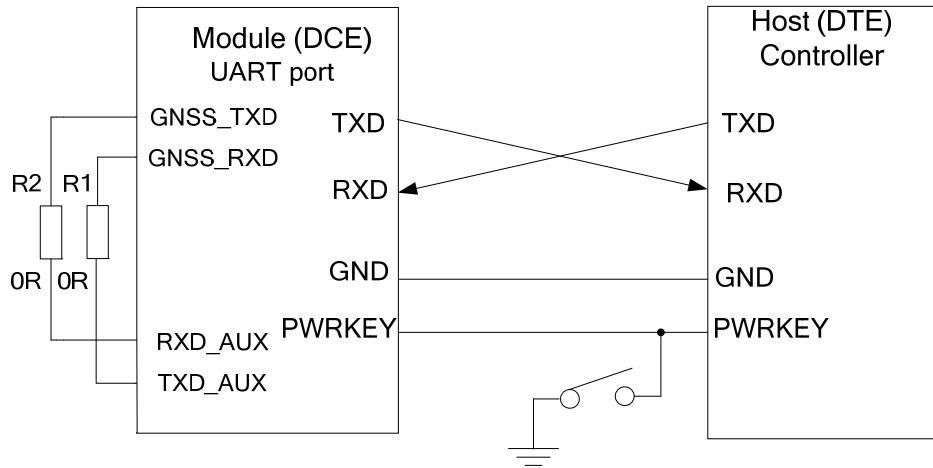 Module (DCE)
UART port
GNSS_TXD
GNSS_RXD
R2
R1
0R
0R
RXD_AUX
TXD_AUX
TXD
RXD
GND
PWRKEY
Host (DTE)
Controller
TXD
RXD
GND
PWRKEY